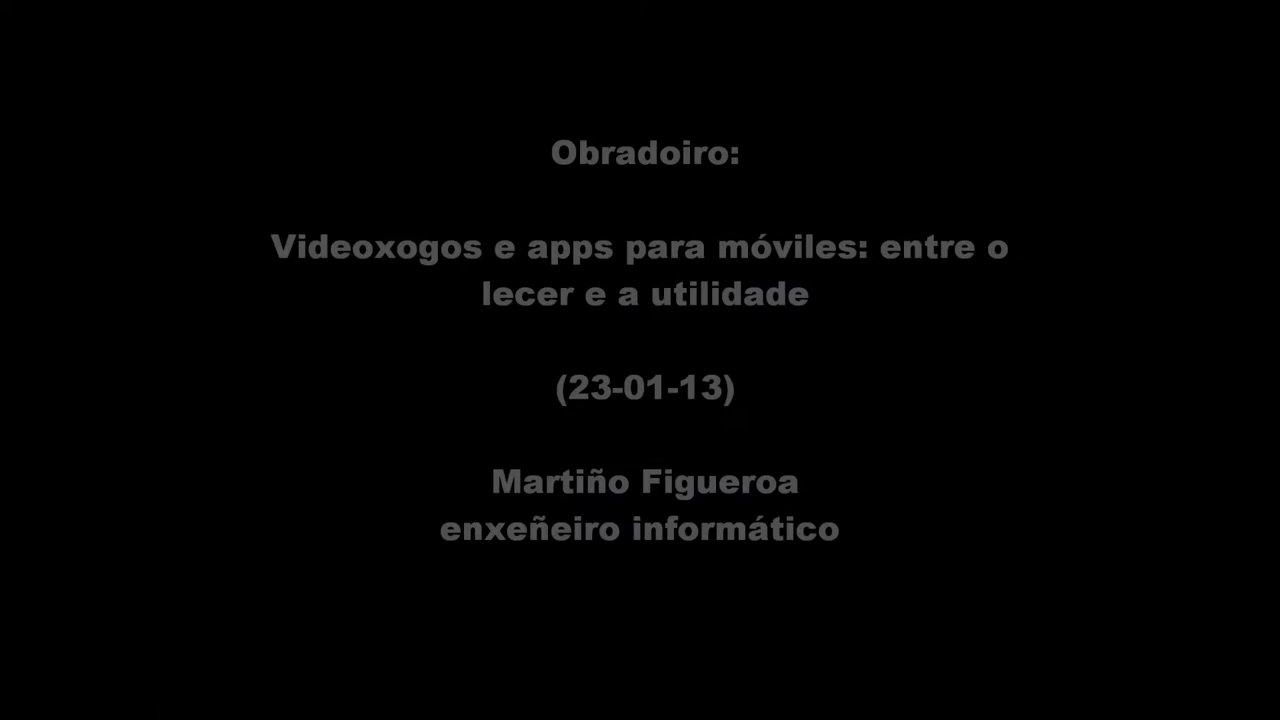 Obradoiro:
Videoxogos e apps para móviles: entre o
lecer e a utilidade
(23-01-13)
Martiño Figueroa
enxeñeiro informático